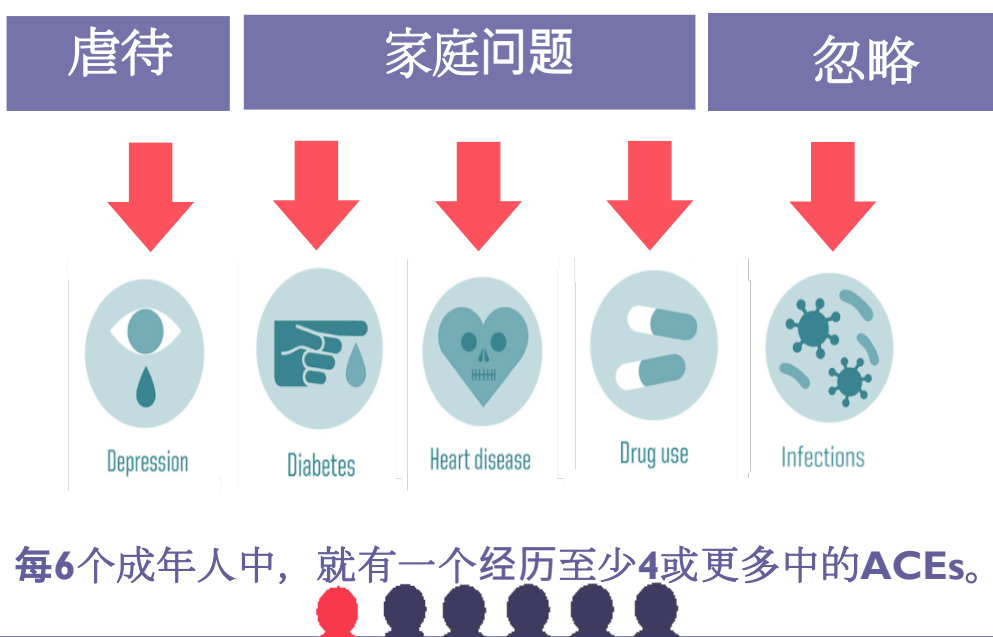 虐待
家庭问题
忽略
Depression
Diabetes
Heart disease
Drug use
Infections
每6个成年人中，就有一个经历至少4或更多中的ACEs。